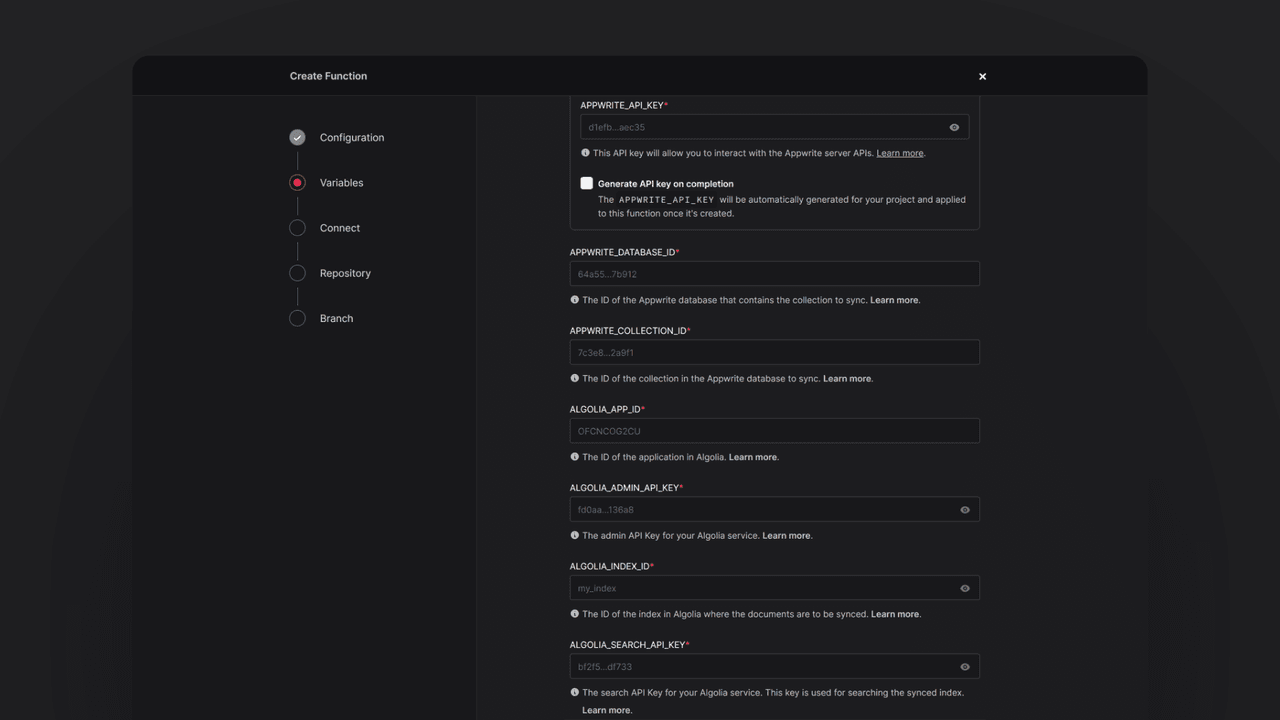 Create Function
Configuration
Variables
Connect
Repository
Branch
APPWRITE_API_KEY*
d1efb...aec35
This API key will allow you to interact with the Appwrite server APIs. Learn more.
Generate API key on completion
The APPWRITE_API_KEY will be automatically generated for your project and applied
to this function once it's created.
APPWRITE_DATABASE_ID*
64a55...7b912
The ID of the Appwrite database that contains the collection to sync. Learn more.
APPWRITE_COLLECTION_ID*
7c3e8...2a9f1
The ID of the collection in the Appwrite database to sync. Learn more.
ALGOLIA_APP_ID*
OFCNCOG2CU
The ID of the application in Algolia. Learn more.
ALGOLIA_ADMIN_API_KEY*
fd0aa...136a8
The admin API Key for your Algolia service. Learn more.
ALGOLIA_INDEX_ID*
my_index
The ID of the index in Algolia where the documents are to be synced. Learn more.
ALGOLIA_SEARCH_API_KEY*
bf2f5...df733
The search API Key for your Algolia service. This key is used for searching the synced index.
Learn more.